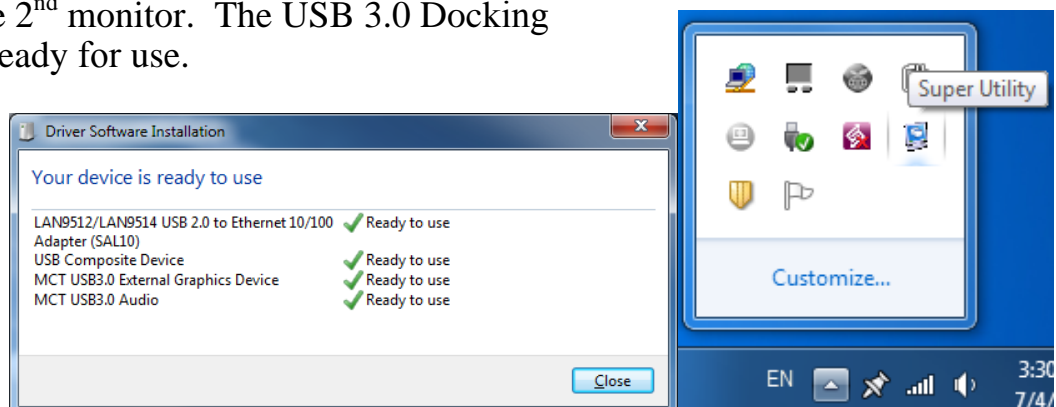 2nd monitor. The USB 3.0 Docking
eady for use.
Driver Software Installation
Your device is ready to use
LAN9512/LAN9514 USB 2.0 to Ethernet 10/100 Adapter (SAL10) Ready to use
USB Composite Device Ready to use
MCT USB3.0 External Graphics Device Ready to use
MCT USB3.0 Audio Ready to use
Close
Super Utility
Customize...
EN
3:30
7/4/